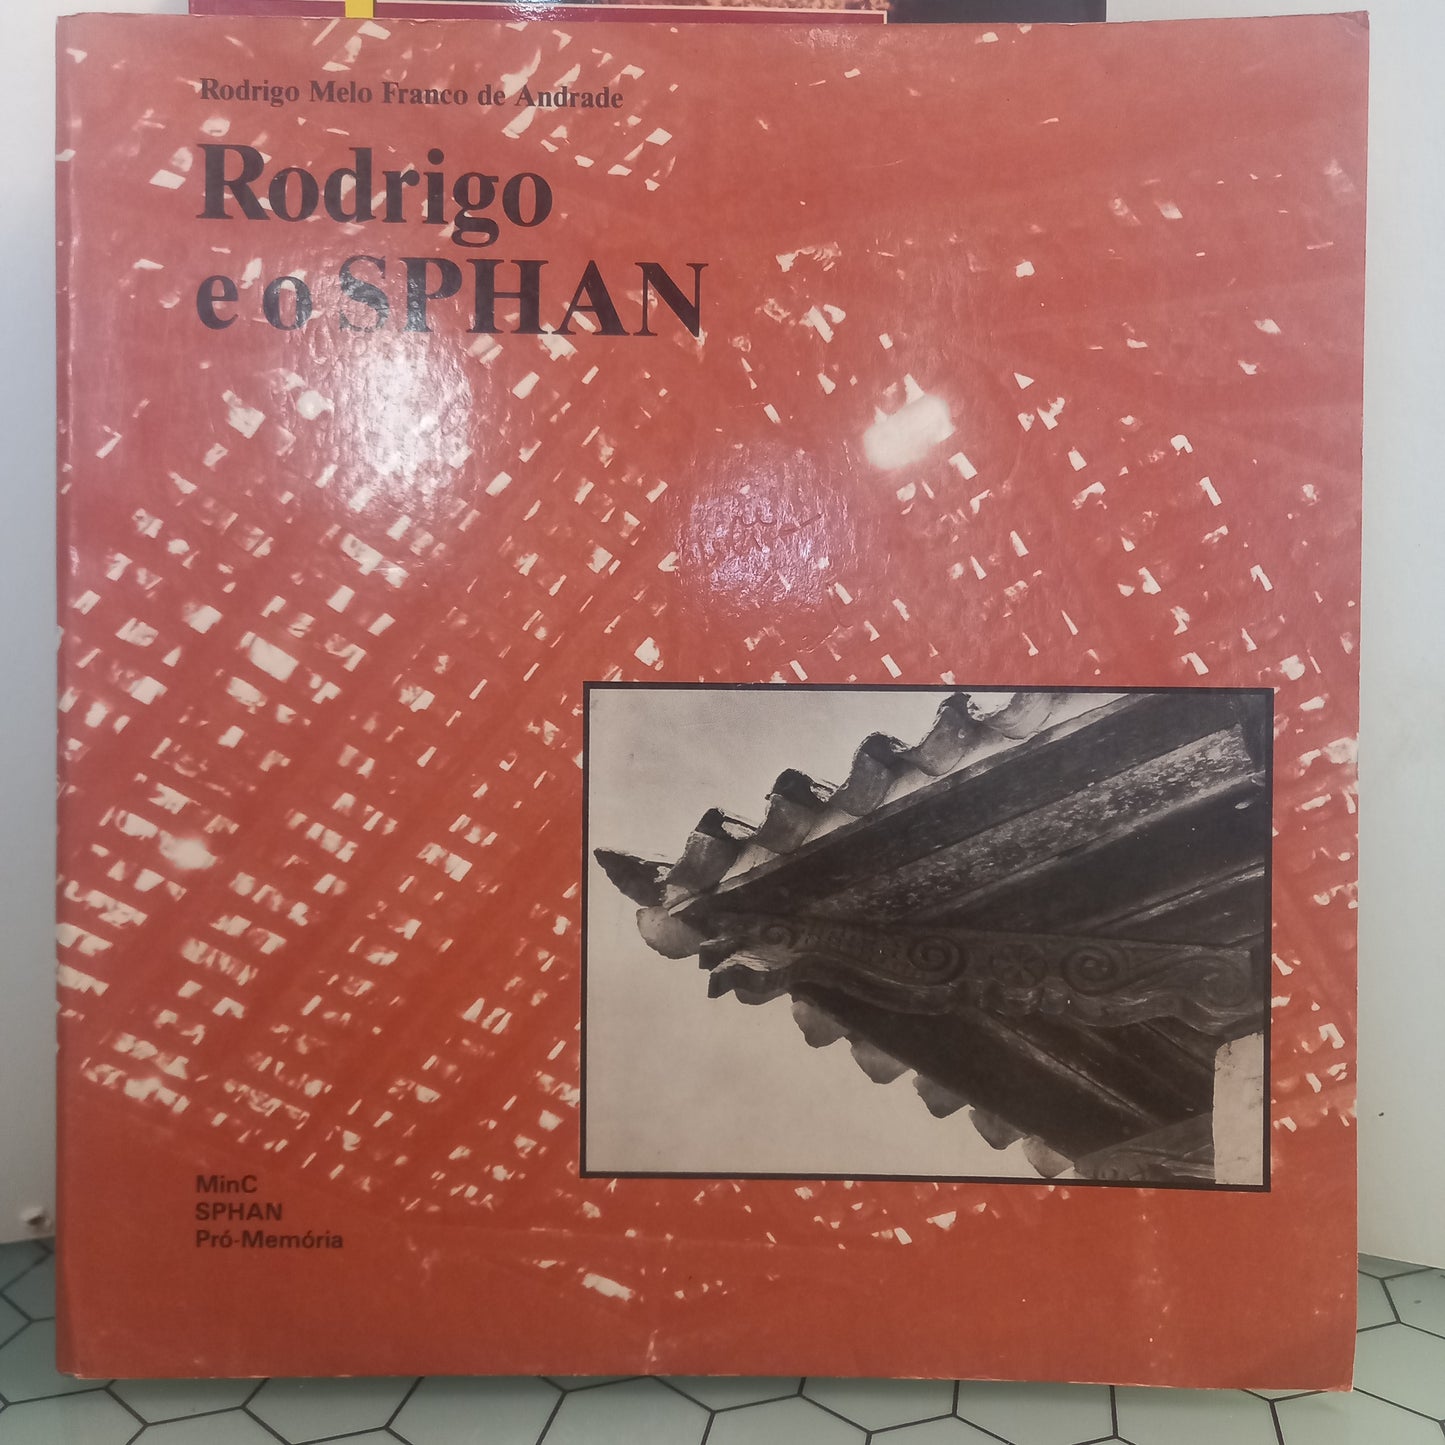 Rodrigo Melo Franco de Andrade
Rodrigo
e o SPHAN
MinC
SPHAN
Pró-Memória